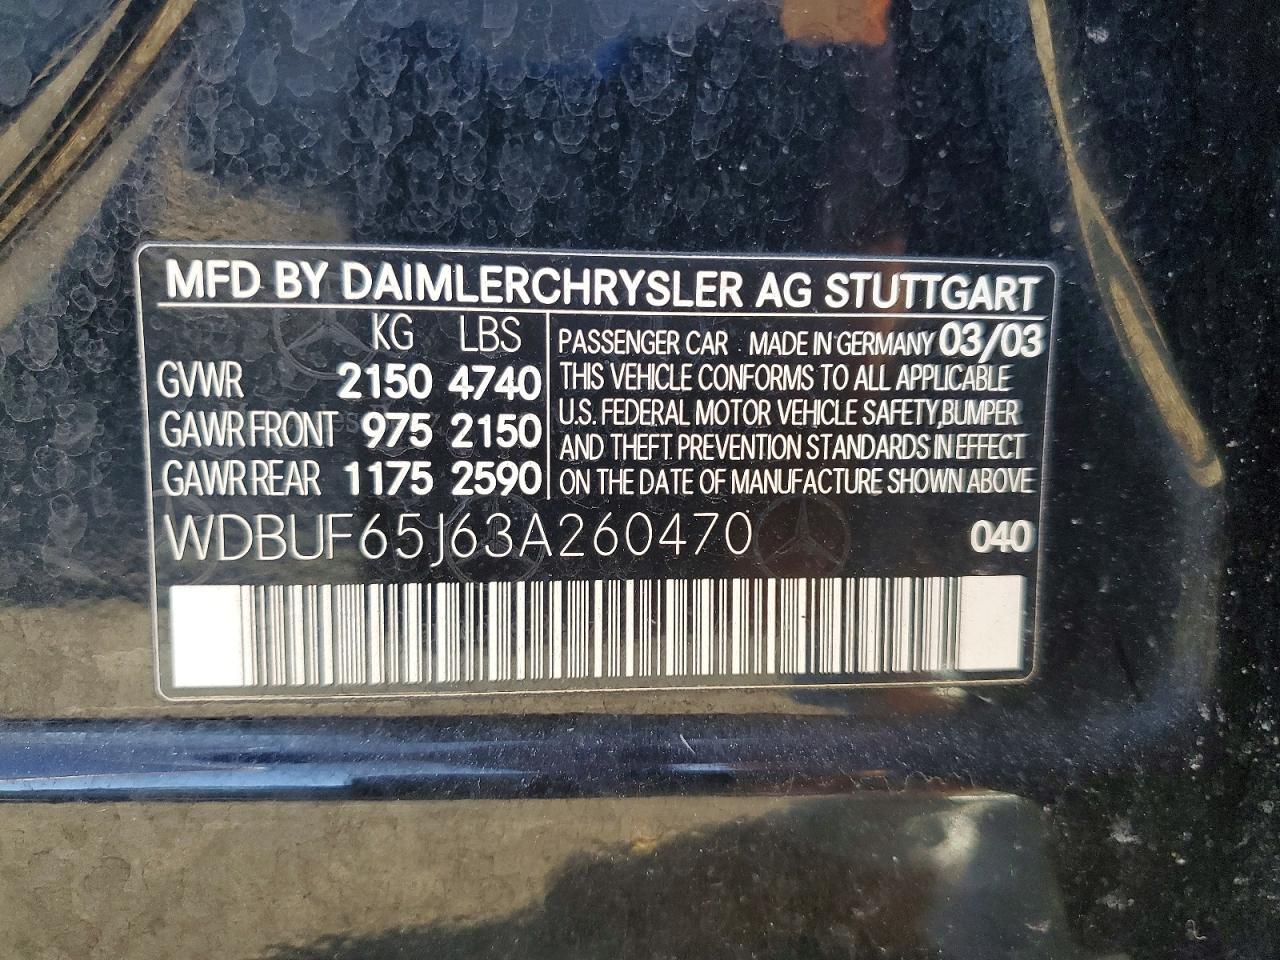 MFD BY DAIMLERCHRYSLER AG STUTTGART
KG LBS
GVWR 2150 4740
GAWR FRONT 975 2150
GAWR REAR 1175 2590
PASSENGER CAR MADE IN GERMANY 03/03
THIS VEHICLE CONFORMS TO ALL APPLICABLE
U.S. FEDERAL MOTOR VEHICLE SAFETY,BUMPER
AND THEFT PREVENTION STANDARDS IN EFFECT
ON THE DATE OF MANUFACTURE SHOWN ABOVE
WDBUF65J63A260470 040